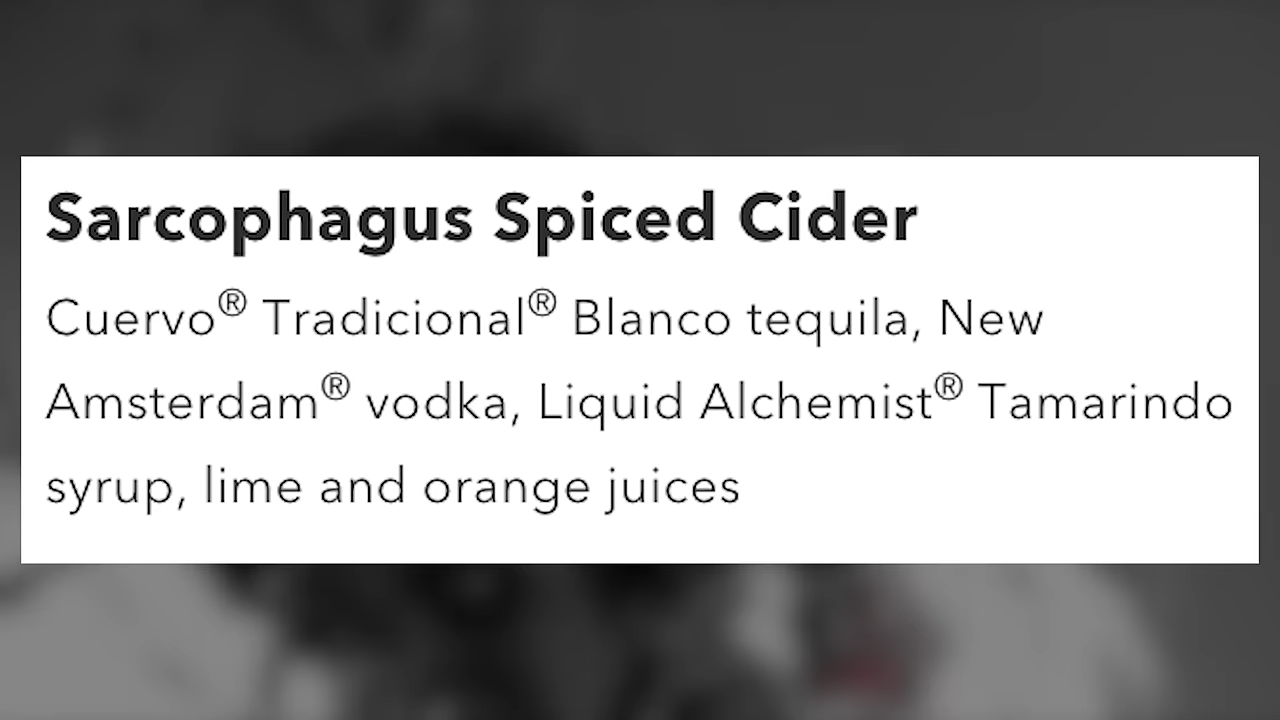 Sarcophagus Spiced Cider
Cuervo® Tradicional® Blanco tequila, New
Amsterdam® vodka, Liquid Alchemist® Tamarindo
syrup, lime and orange juices